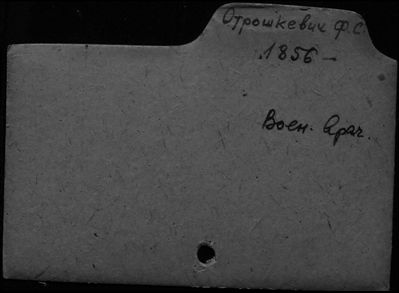 Отрошкевич Ф.С.
1856 –
Воен. врач.